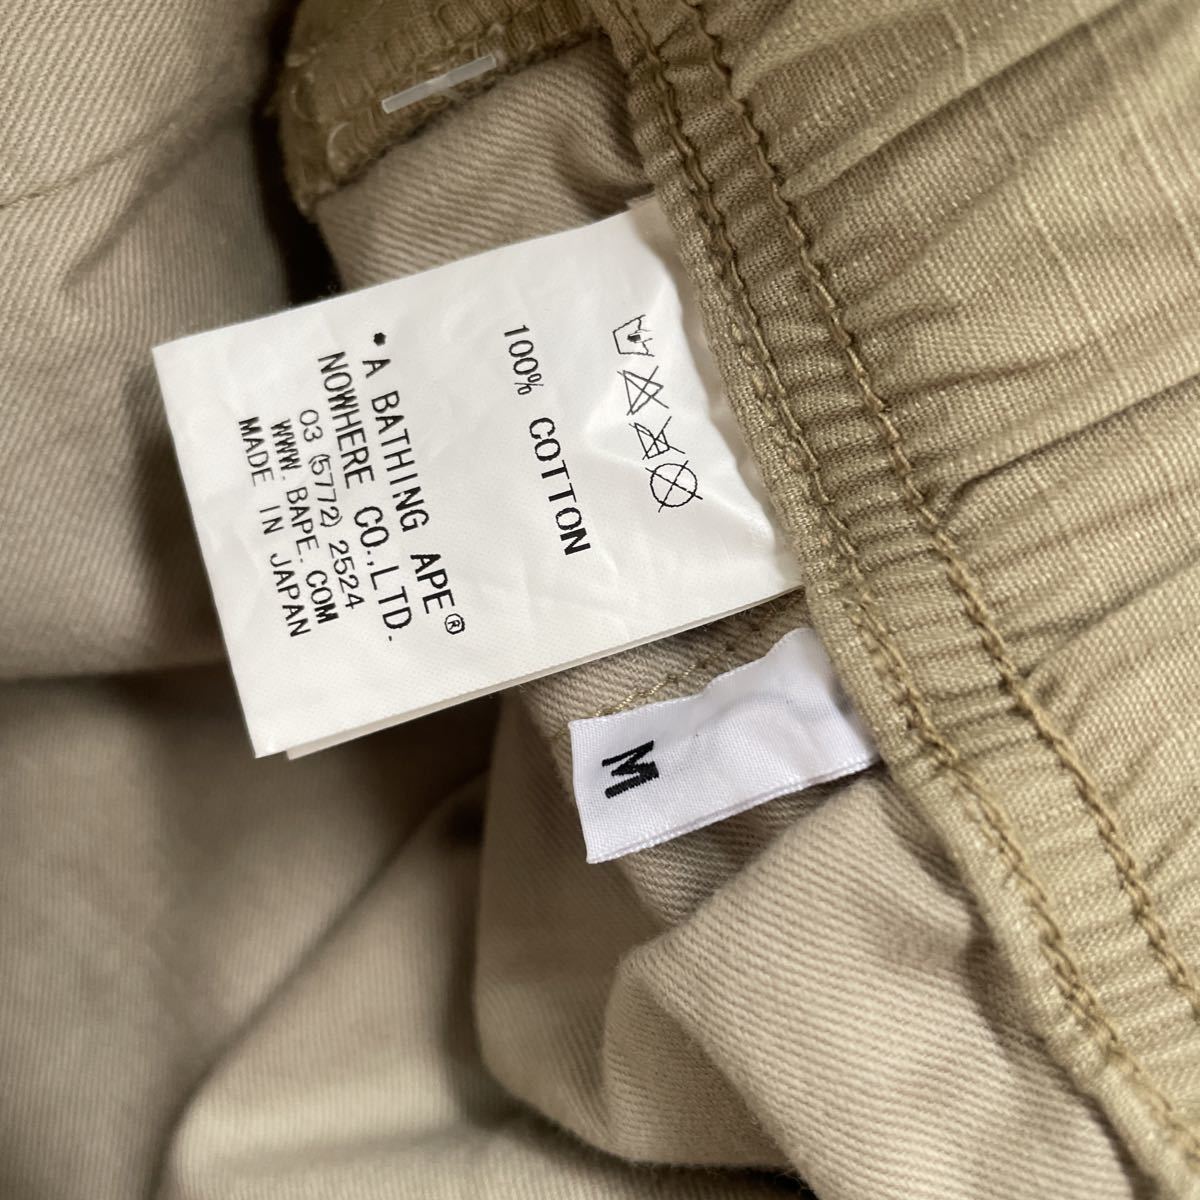 100% COTTON
• A BATHING APE®
NOWHERE CO.,LTD.
03 (5772) 2524
WWW.BAPE.COM
MADE IN JAPAN
M